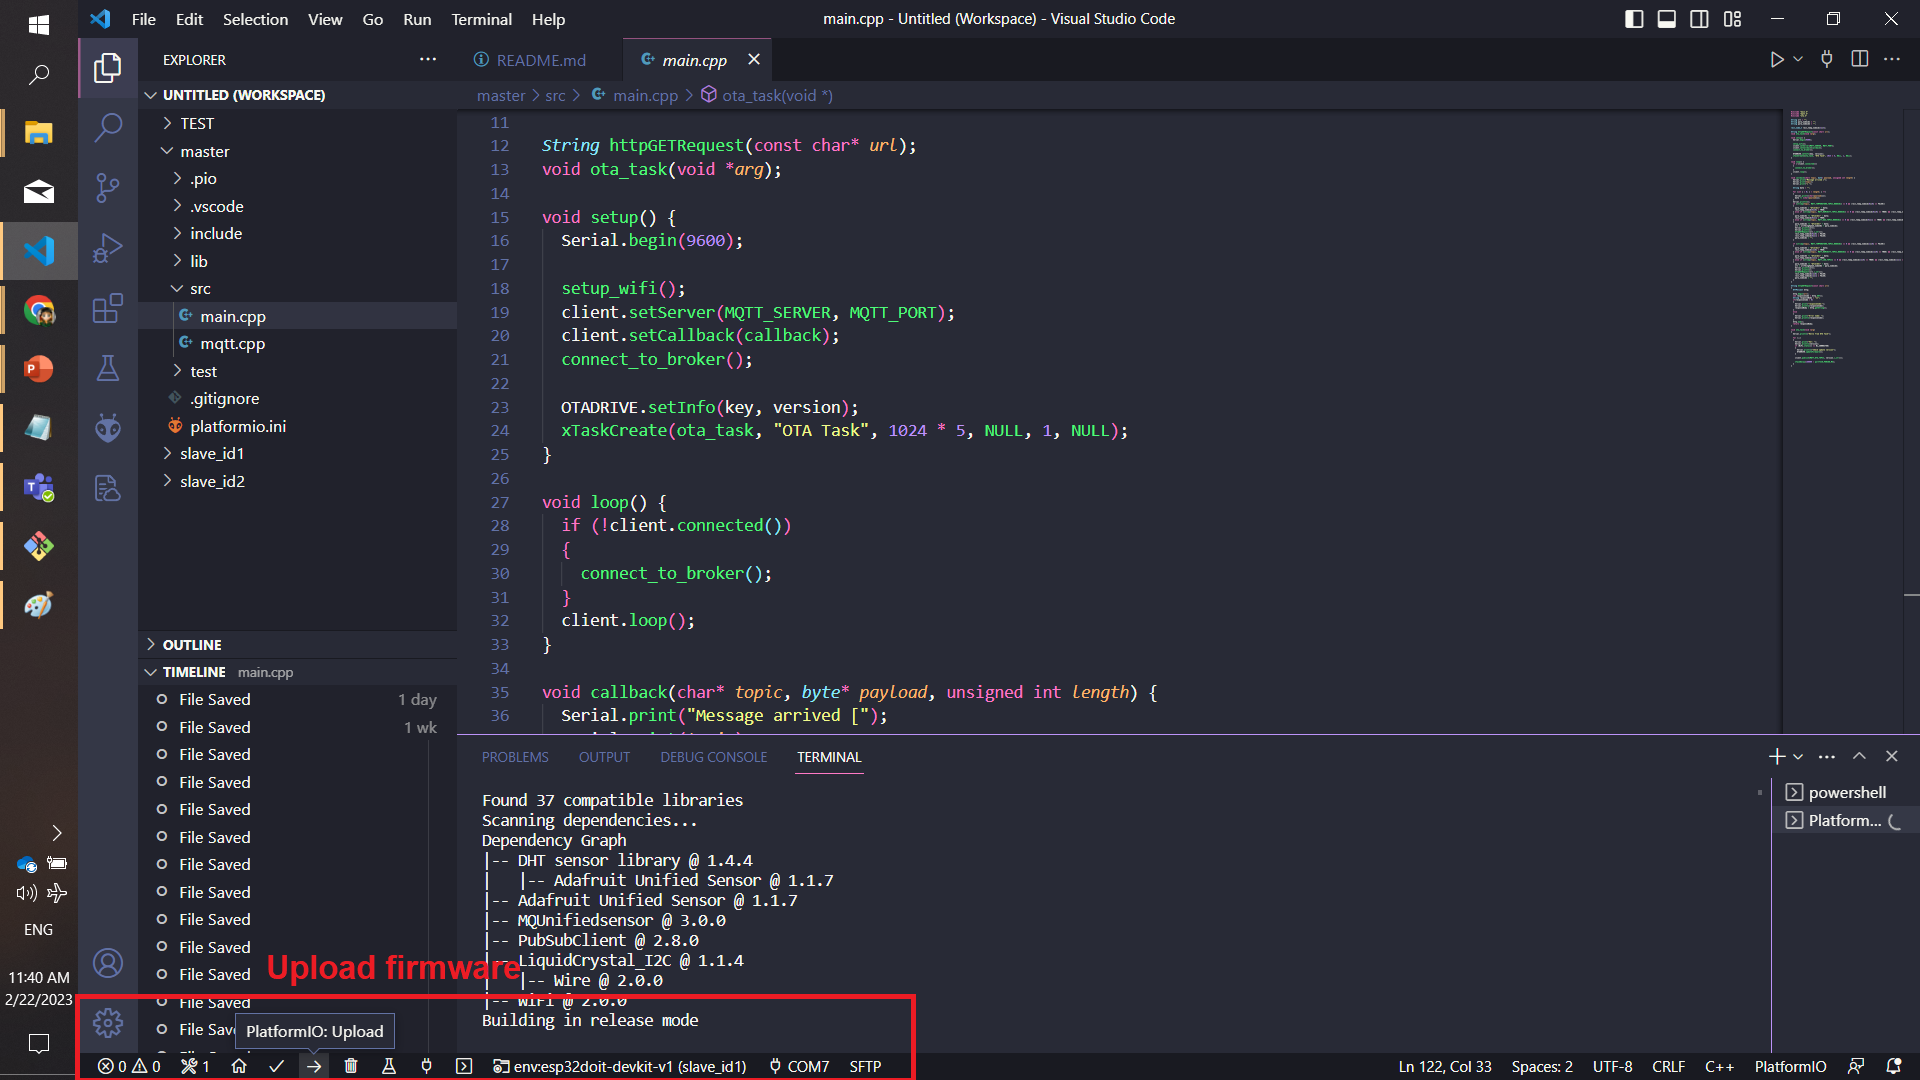 File Edit Selection View Go Run Terminal Help
main.cpp - Untitled (Workspace) - Visual Studio Code
EXPLORER
README.md
main.cpp
UNTITLED (WORKSPACE)
TEST
master
.pio
.vscode
include
lib
src
main.cpp
mqtt.cpp
test
.gitignore
platformio.ini
slave_id1
slave_id2
OUTLINE
TIMELINE main.cpp
File Saved 1 day
File Saved 1 wk
File Saved
File Saved
File Saved
File Saved
File Saved
File Saved
File Saved
File Saved
File Saved
File Saved
File Sav
master > src > main.cpp > ota_task(void *)
11
12 String httpGETRequest(const char* url);
13 void ota_task(void *arg);
14
15 void setup() {
16 Serial.begin(9600);
17
18 setup_wifi();
19 client.setServer(MQTT_SERVER, MQTT_PORT);
20 client.setCallback(callback);
21 connect_to_broker();
22
23 OTADRIVE.setInfo(key, version);
24 xTaskCreate(ota_task, "OTA Task", 1024 * 5, NULL, 1, NULL);
25 }
26
27 void loop() {
28 if (!client.connected())
29 {
30 connect_to_broker();
31 }
32 client.loop();
33 }
34
35 void callback(char* topic, byte* payload, unsigned int length) {
36 Serial.print("Message arrived [");
PROBLEMS OUTPUT DEBUG CONSOLE TERMINAL
Found 37 compatible libraries
Scanning dependencies...
Dependency Graph
|-- DHT sensor library @ 1.4.4
|   |-- Adafruit Unified Sensor @ 1.1.7
|-- Adafruit Unified Sensor @ 1.1.7
|-- MQUnifiedsensor @ 3.0.0
|-- PubSubClient @ 2.8.0
|-- LiquidCrystal_I2C @ 1.1.4
|   |-- Wire @ 2.0.0
|-- WiFi @ 2.0.0
Building in release mode
powershell
Platform...
Upload firmware
PlatformIO: Upload
ENG
11:40 AM
2/22/2023
0 0 1 env:esp32doit-devkit-v1 (slave_id1) COM7 SFTP
Ln 122, Col 33 Spaces: 2 UTF-8 CRLF C++ PlatformIO